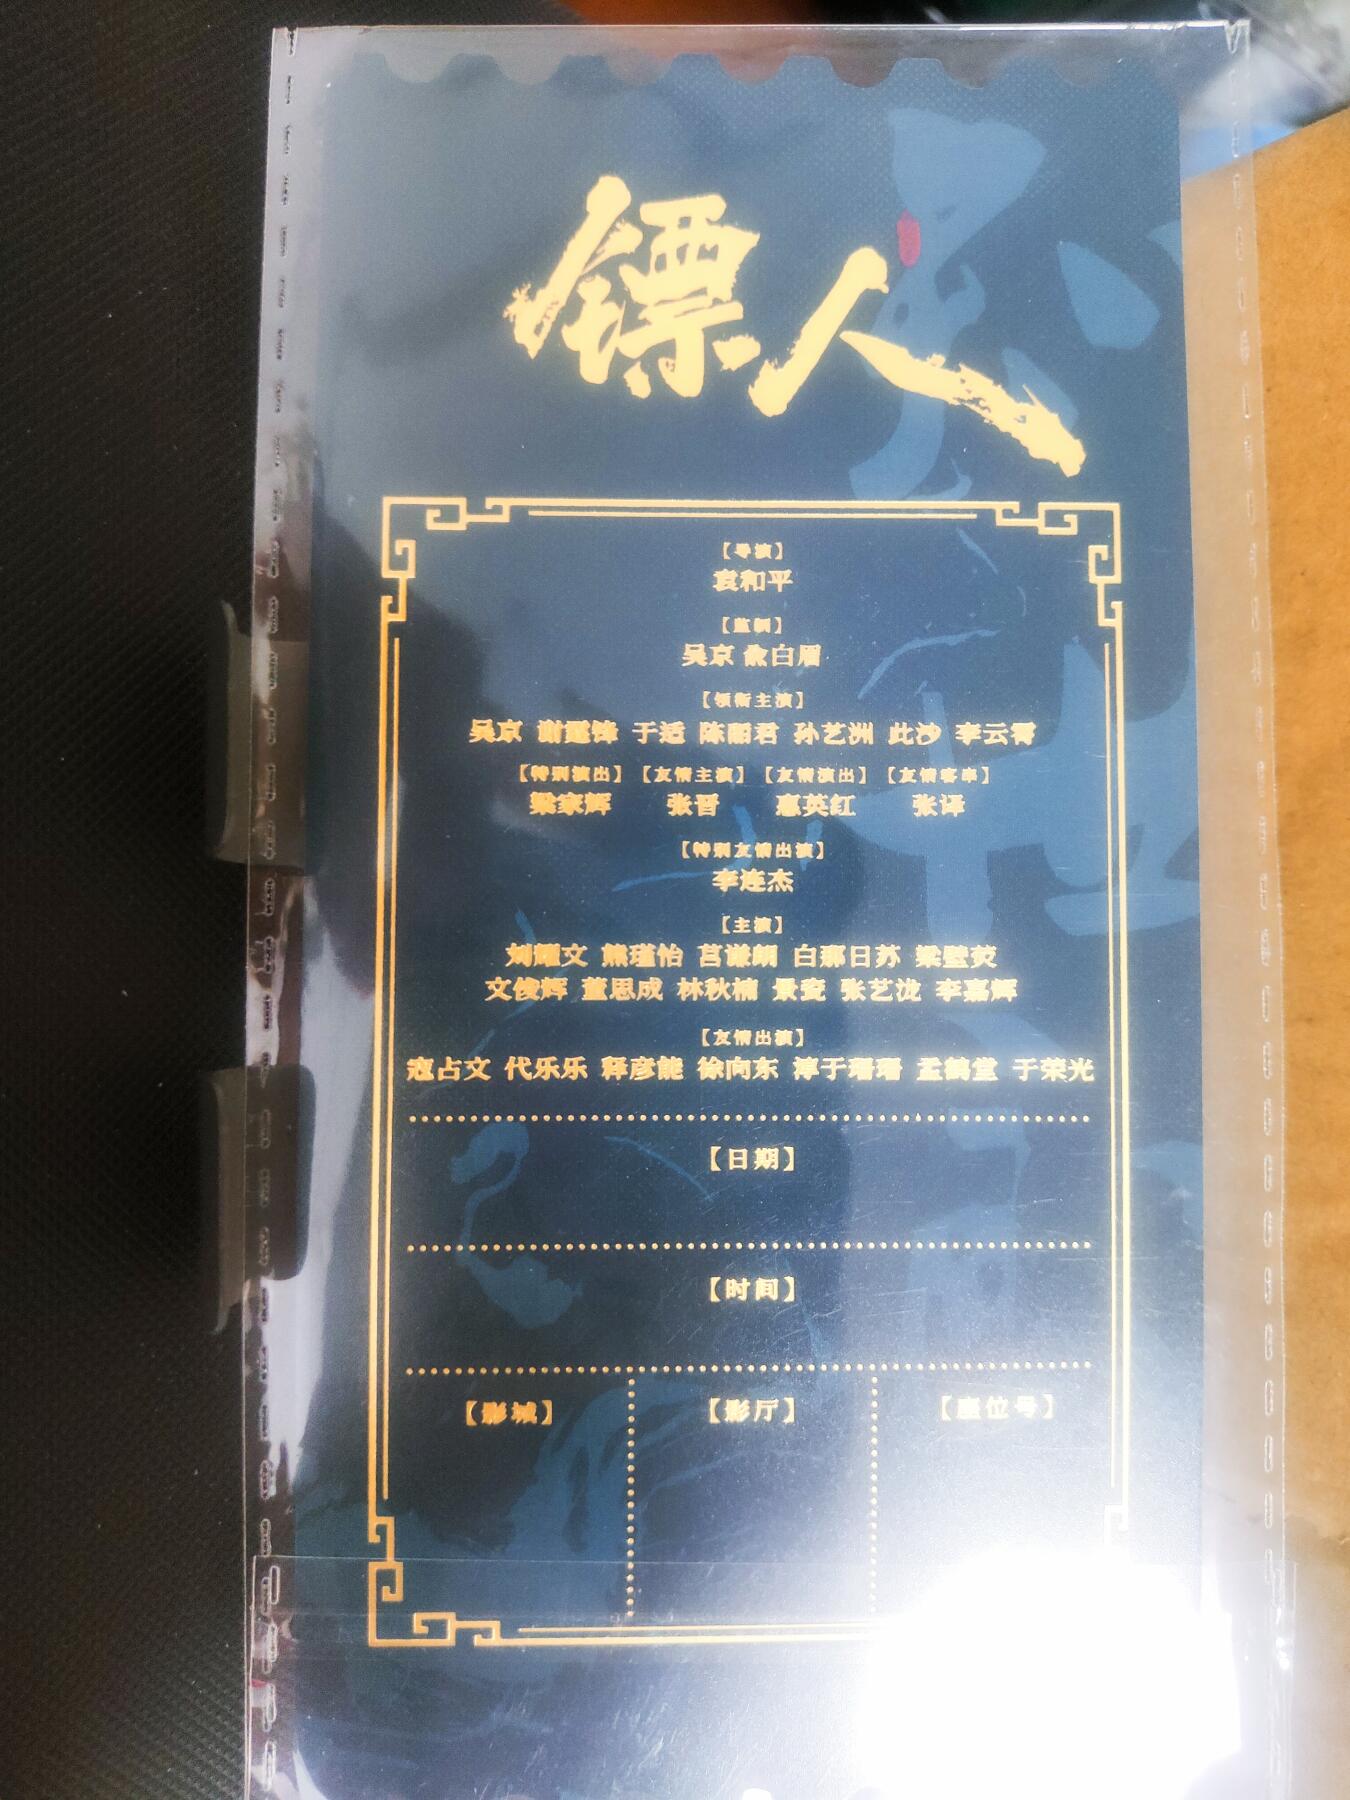 镖人
【导演】
袁和平
【监制】
吴京 俞白眉
【领衔主演】
吴京 谢霆锋 于适 陈丽君 孙艺洲 此沙 李云霄
【特别演出】 【友情主演】 【友情演出】 【友情客串】
梁家辉 张晋 惠英红 张译
【特别友情出演】
李连杰
【主演】
刘耀文 熊瑾怡 莒谦朗 白那日苏 梁壁荧
文俊辉 董思成 林秋楠 景瓷 张艺泷 李嘉辉
【友情出演】
寇占文 代乐乐 释彦能 徐向东 淳于珊珊 孟鹤堂 于荣光
【日期】
【时间】
【影城】 【影厅】 【座位号】